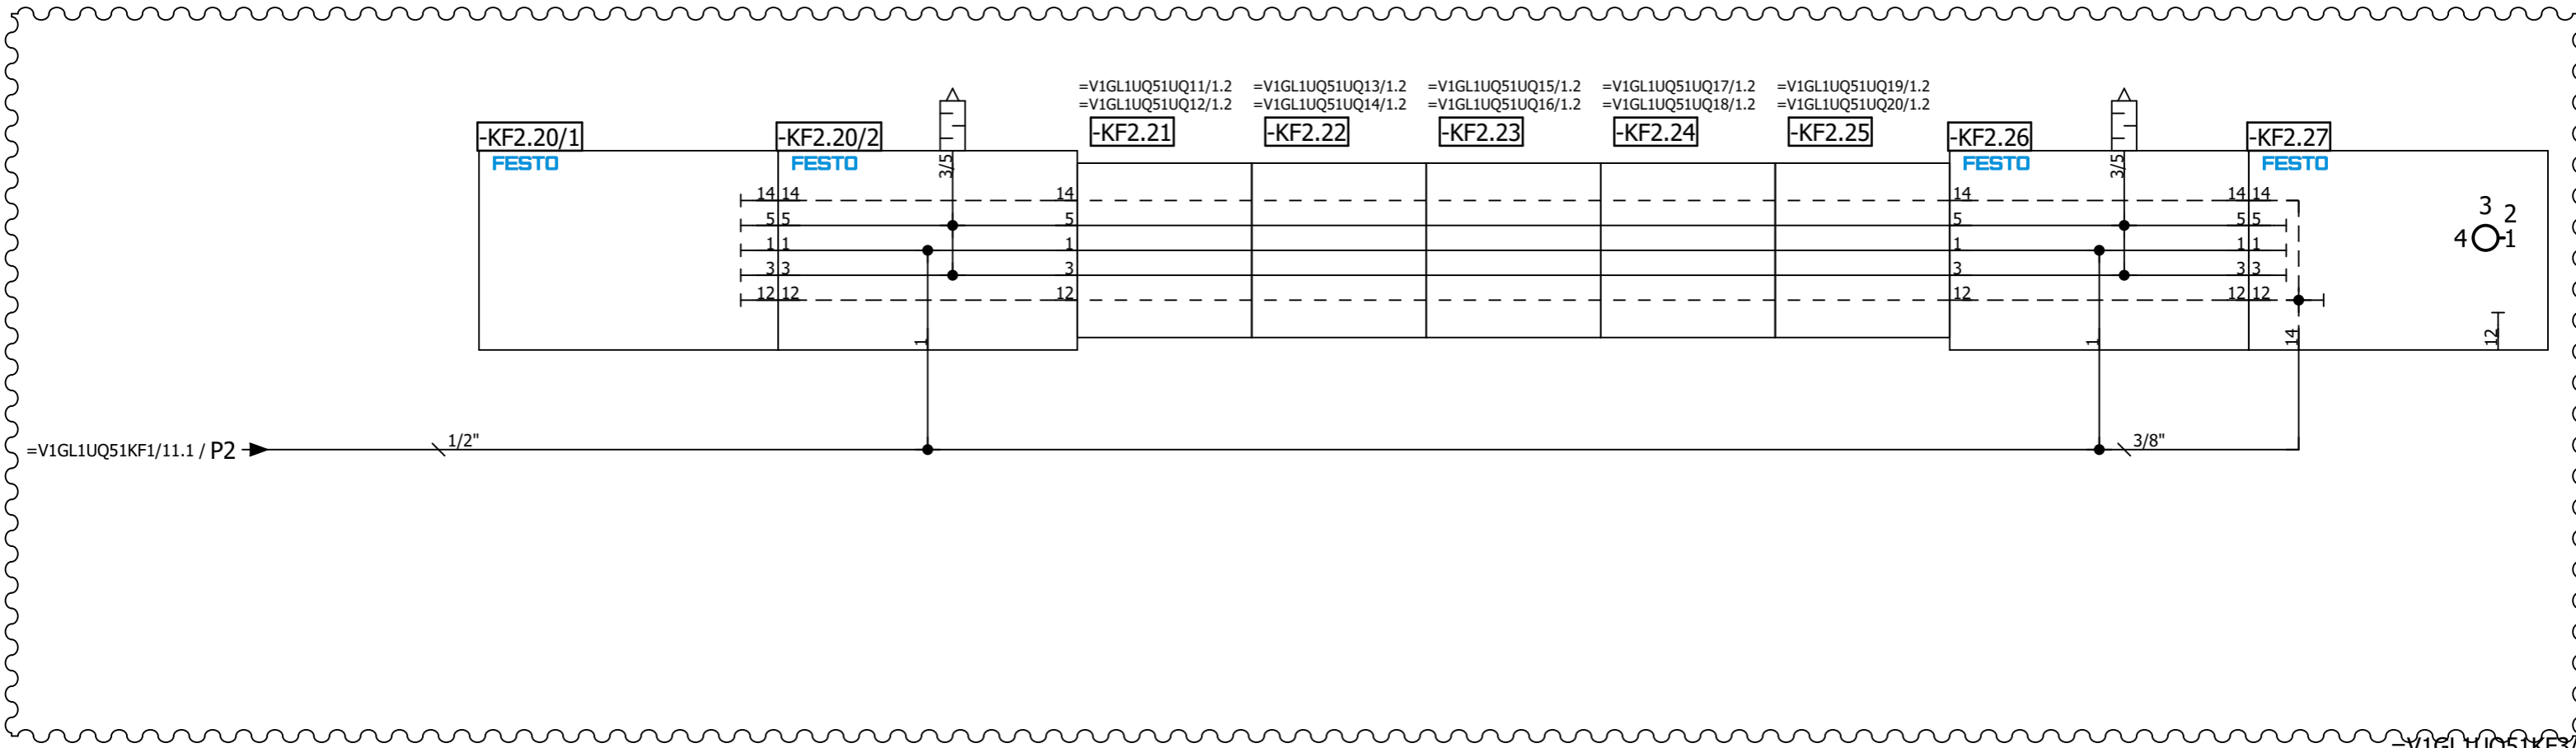 =V1GL1UQ51UQ11/1.2 =V1GL1UQ51UQ13/1.2 =V1GL1UQ51UQ15/1.2 =V1GL1UQ51UQ17/1.2 =V1GL1UQ51UQ19/1.2
=V1GL1UQ51UQ12/1.2 =V1GL1UQ51UQ14/1.2 =V1GL1UQ51UQ16/1.2 =V1GL1UQ51UQ18/1.2 =V1GL1UQ51UQ20/1.2
-KF2.20/1 -KF2.20/2 -KF2.21 -KF2.22 -KF2.23 -KF2.24 -KF2.25 -KF2.26 -KF2.27
FESTO FESTO FESTO FESTO
3/5 3/5
14 14 14 14 14 14
5 5 5 5 5 5
1 1 1 1 1 1
3 3 3 3 3 3
12 12 12 12 12 12
3 2
4 1
1 1 14 12
=V1GL1UQ51KF1/11.1 / P2 1/2" 3/8"